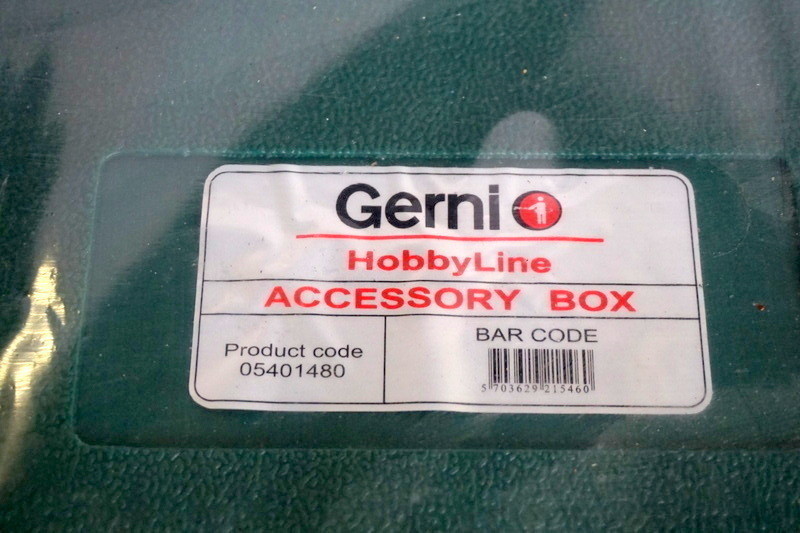 Gerni
HobbyLine
ACCESSORY BOX
Product code
05401480
BAR CODE
5 703629 215460